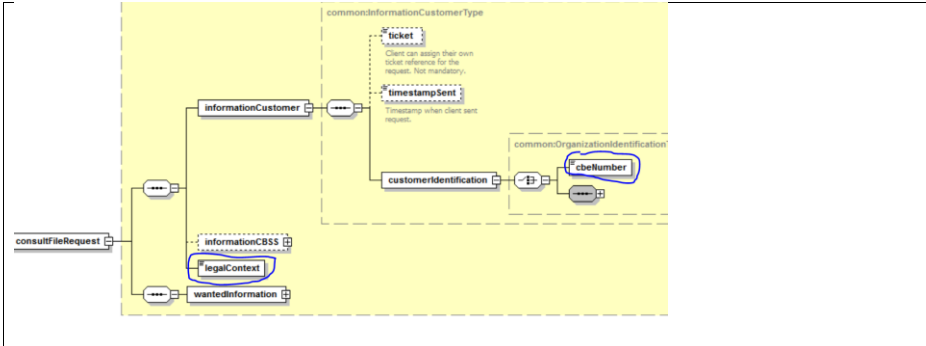 common:InformationCustomerType
ticket
Client can assign their own
ticket reference for the
request. Not mandatory.
timestampSent
Timestamp when client sent
request.
informationCustomer
common:OrganizationIdentification
cbeNumber
customerIdentification
consultFileRequest
informationCBSS
legalContext
wantedInformation